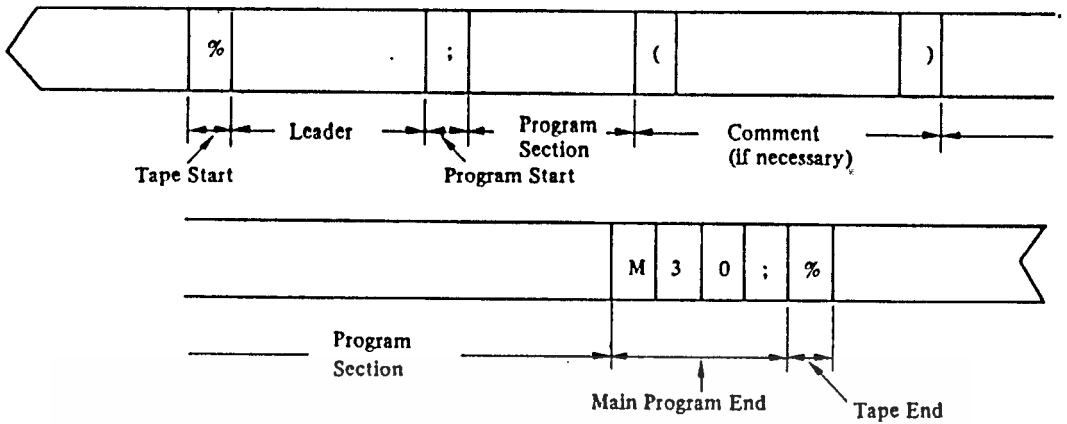 % ; ( )
Leader
Program
Section
Comment
(if necessary)
Tape Start
Program Start
M 3 0 ; %
Program
Section
Main Program End
Tape End